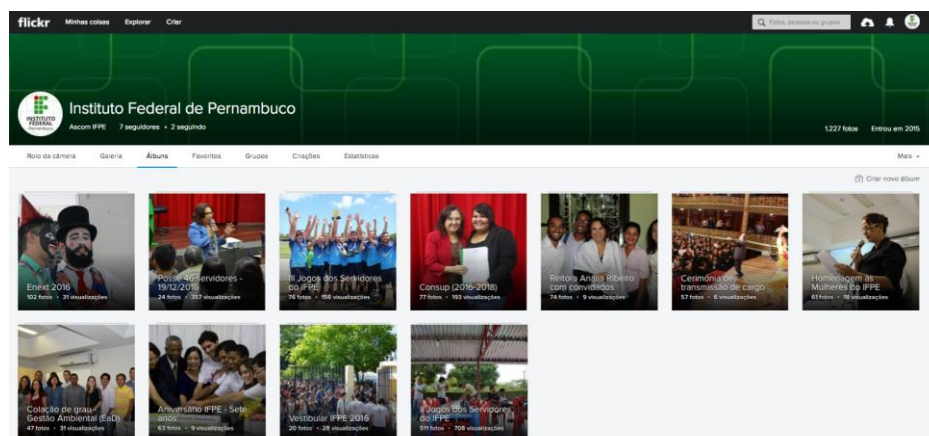 flickr Minhas coisas Explorar Criar Fotos, pessoas ou grupos
INSTITUTO
FEDERAL
Pernambuco
Instituto Federal de Pernambuco
Ascom IFPE 7 seguidores • 2 seguindo
1.227 fotos Entrou em 2015
Rolo da câmera Galeria Álbuns Favoritos Grupos Criações Estatísticas Mais
Criar novo álbum
Enext 2016
102 fotos • 31 visualizações
Posse 46 servidores -
19/12/2016
24 fotos • 357 visualizações
III Jogos dos Servidores
do IFPE
76 fotos • 156 visualizações
Consup (2016-2018)
77 fotos • 193 visualizações
Reitora Anália Ribeiro
com convidados
74 fotos • 9 visualizações
Cerimônia de
transmissão de cargo
57 fotos • 6 visualizações
Homenagem às
Mulheres do IFPE
61 fotos • 18 visualizações
Colação de grau -
Gestão Ambiental (EaD)
47 fotos • 31 visualizações
Aniversário IFPE - Sete
anos
63 fotos • 9 visualizações
Vestibular IFPE 2016
20 fotos • 28 visualizações
II Jogos dos Servidores
do IFPE
511 fotos • 708 visualizações